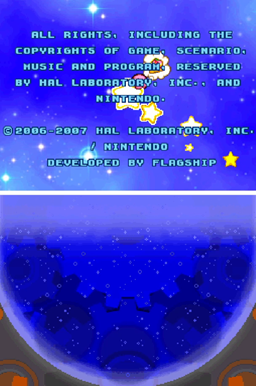 ALL RIGHTS, INCLUDING THE
COPYRIGHTS OF GAME, SCENARIO,
MUSIC AND PROGRAM, RESERVED
BY HAL LABORATORY, INC., AND
NINTENDO.
©2006-2007 HAL LABORATORY, INC.
/ NINTENDO
DEVELOPED BY FLAGSHIP